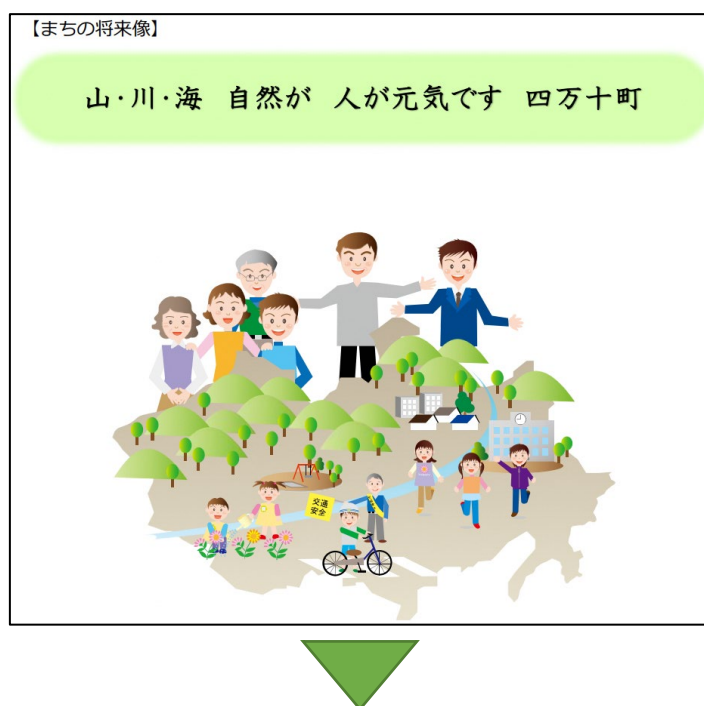 【まちの将来像】
山・川・海　自然が　人が元気です　四万十町
交通
安全